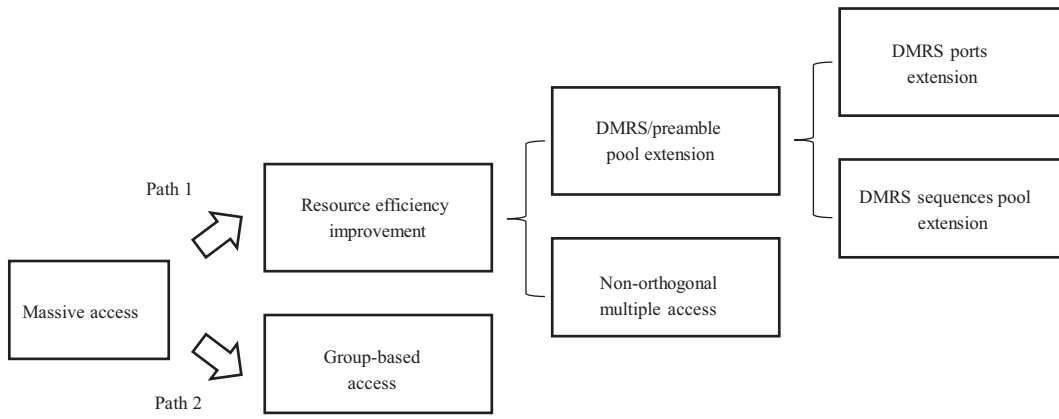 DMRS ports
extension
DMRS/preamble
pool extension
DMRS sequences pool
extension
Path 1
Resource efficiency
improvement
Non-orthogonal
multiple access
Massive access
Group-based
access
Path 2